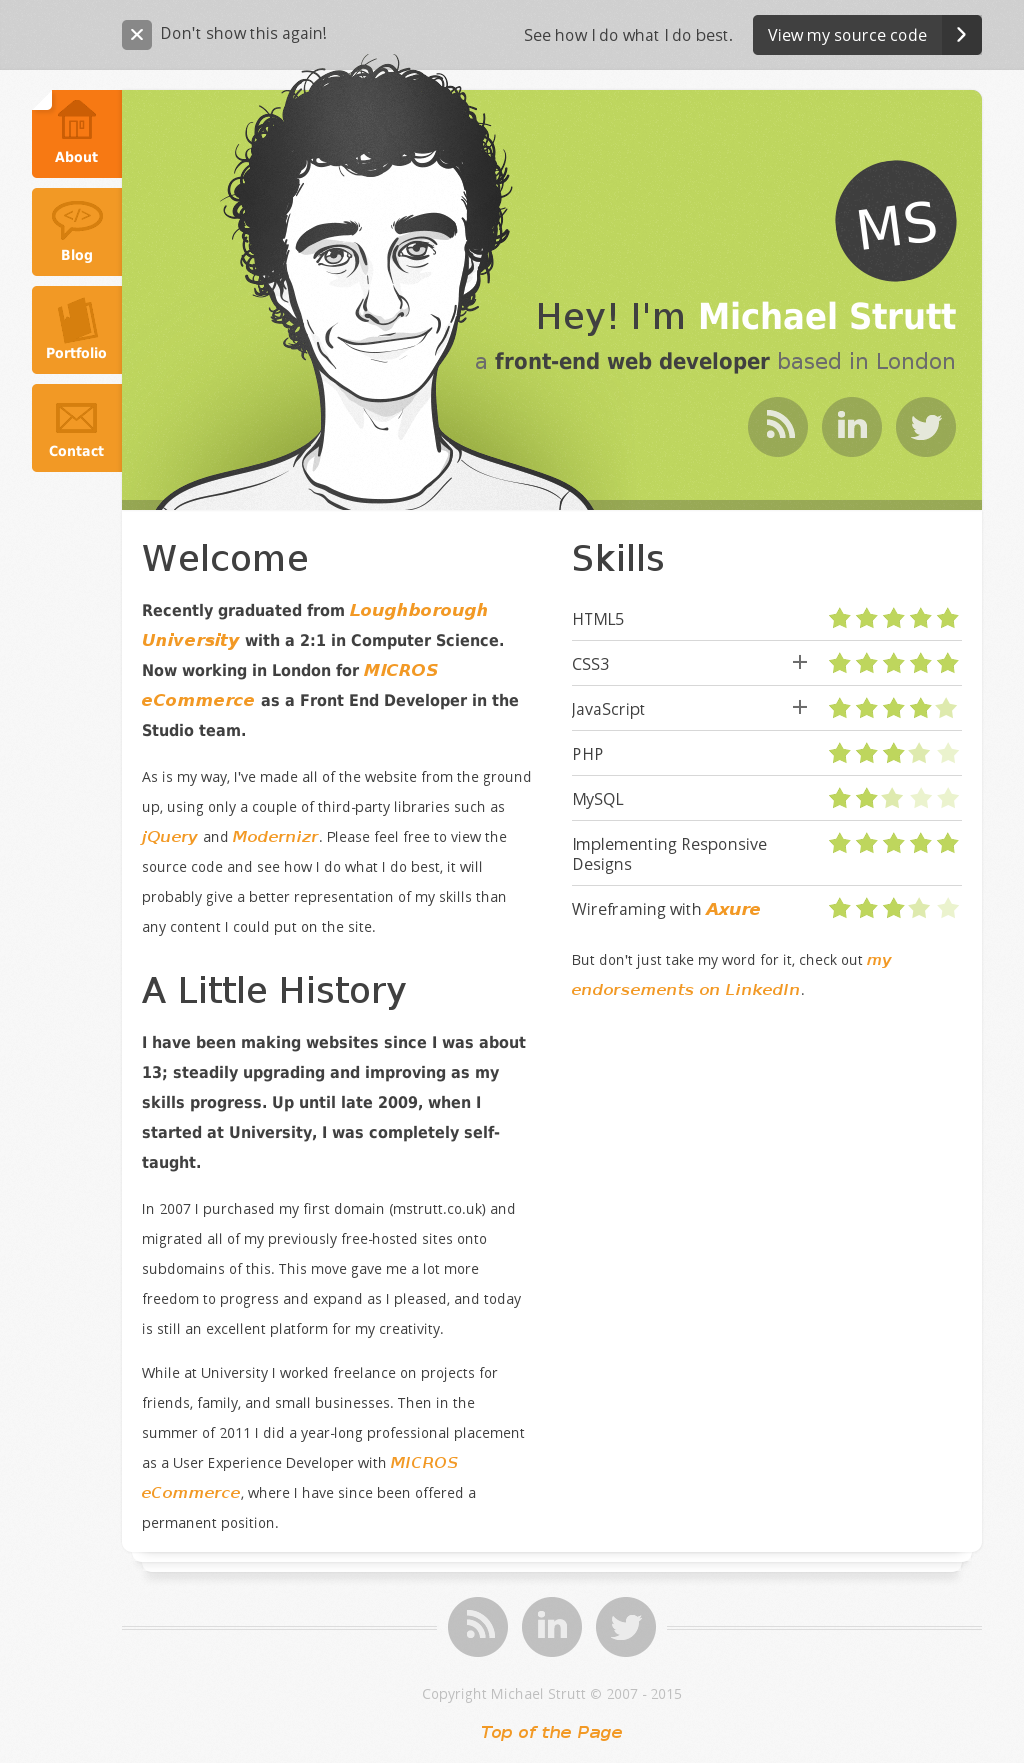 Don't show this again!
See how I do what I do best.
View my source code
About
Blog
Portfolio
Contact
MS
Hey! I'm Michael Strutt
a front-end web developer based in London
in
Welcome
Recently graduated from Loughborough
University with a 2:1 in Computer Science.
Now working in London for MICROS
eCommerce as a Front End Developer in the
Studio team.
As is my way, I've made all of the website from the ground
up, using only a couple of third-party libraries such as
jQuery and Modernizr. Please feel free to view the
source code and see how I do what I do best, it will
probably give a better representation of my skills than
any content I could put on the site.
A Little History
I have been making websites since I was about
13; steadily upgrading and improving as my
skills progress. Up until late 2009, when I
started at University, I was completely self-
taught.
In 2007 I purchased my first domain (mstrutt.co.uk) and
migrated all of my previously free-hosted sites onto
subdomains of this. This move gave me a lot more
freedom to progress and expand as I pleased, and today
is still an excellent platform for my creativity.
While at University I worked freelance on projects for
friends, family, and small businesses. Then in the
summer of 2011 I did a year-long professional placement
as a User Experience Developer with MICROS
eCommerce, where I have since been offered a
permanent position.
Skills
HTML5
CSS3 +
JavaScript +
PHP
MySQL
Implementing Responsive
Designs
Wireframing with Axure
But don't just take my word for it, check out my
endorsements on LinkedIn.
in
Copyright Michael Strutt © 2007 - 2015
Top of the Page